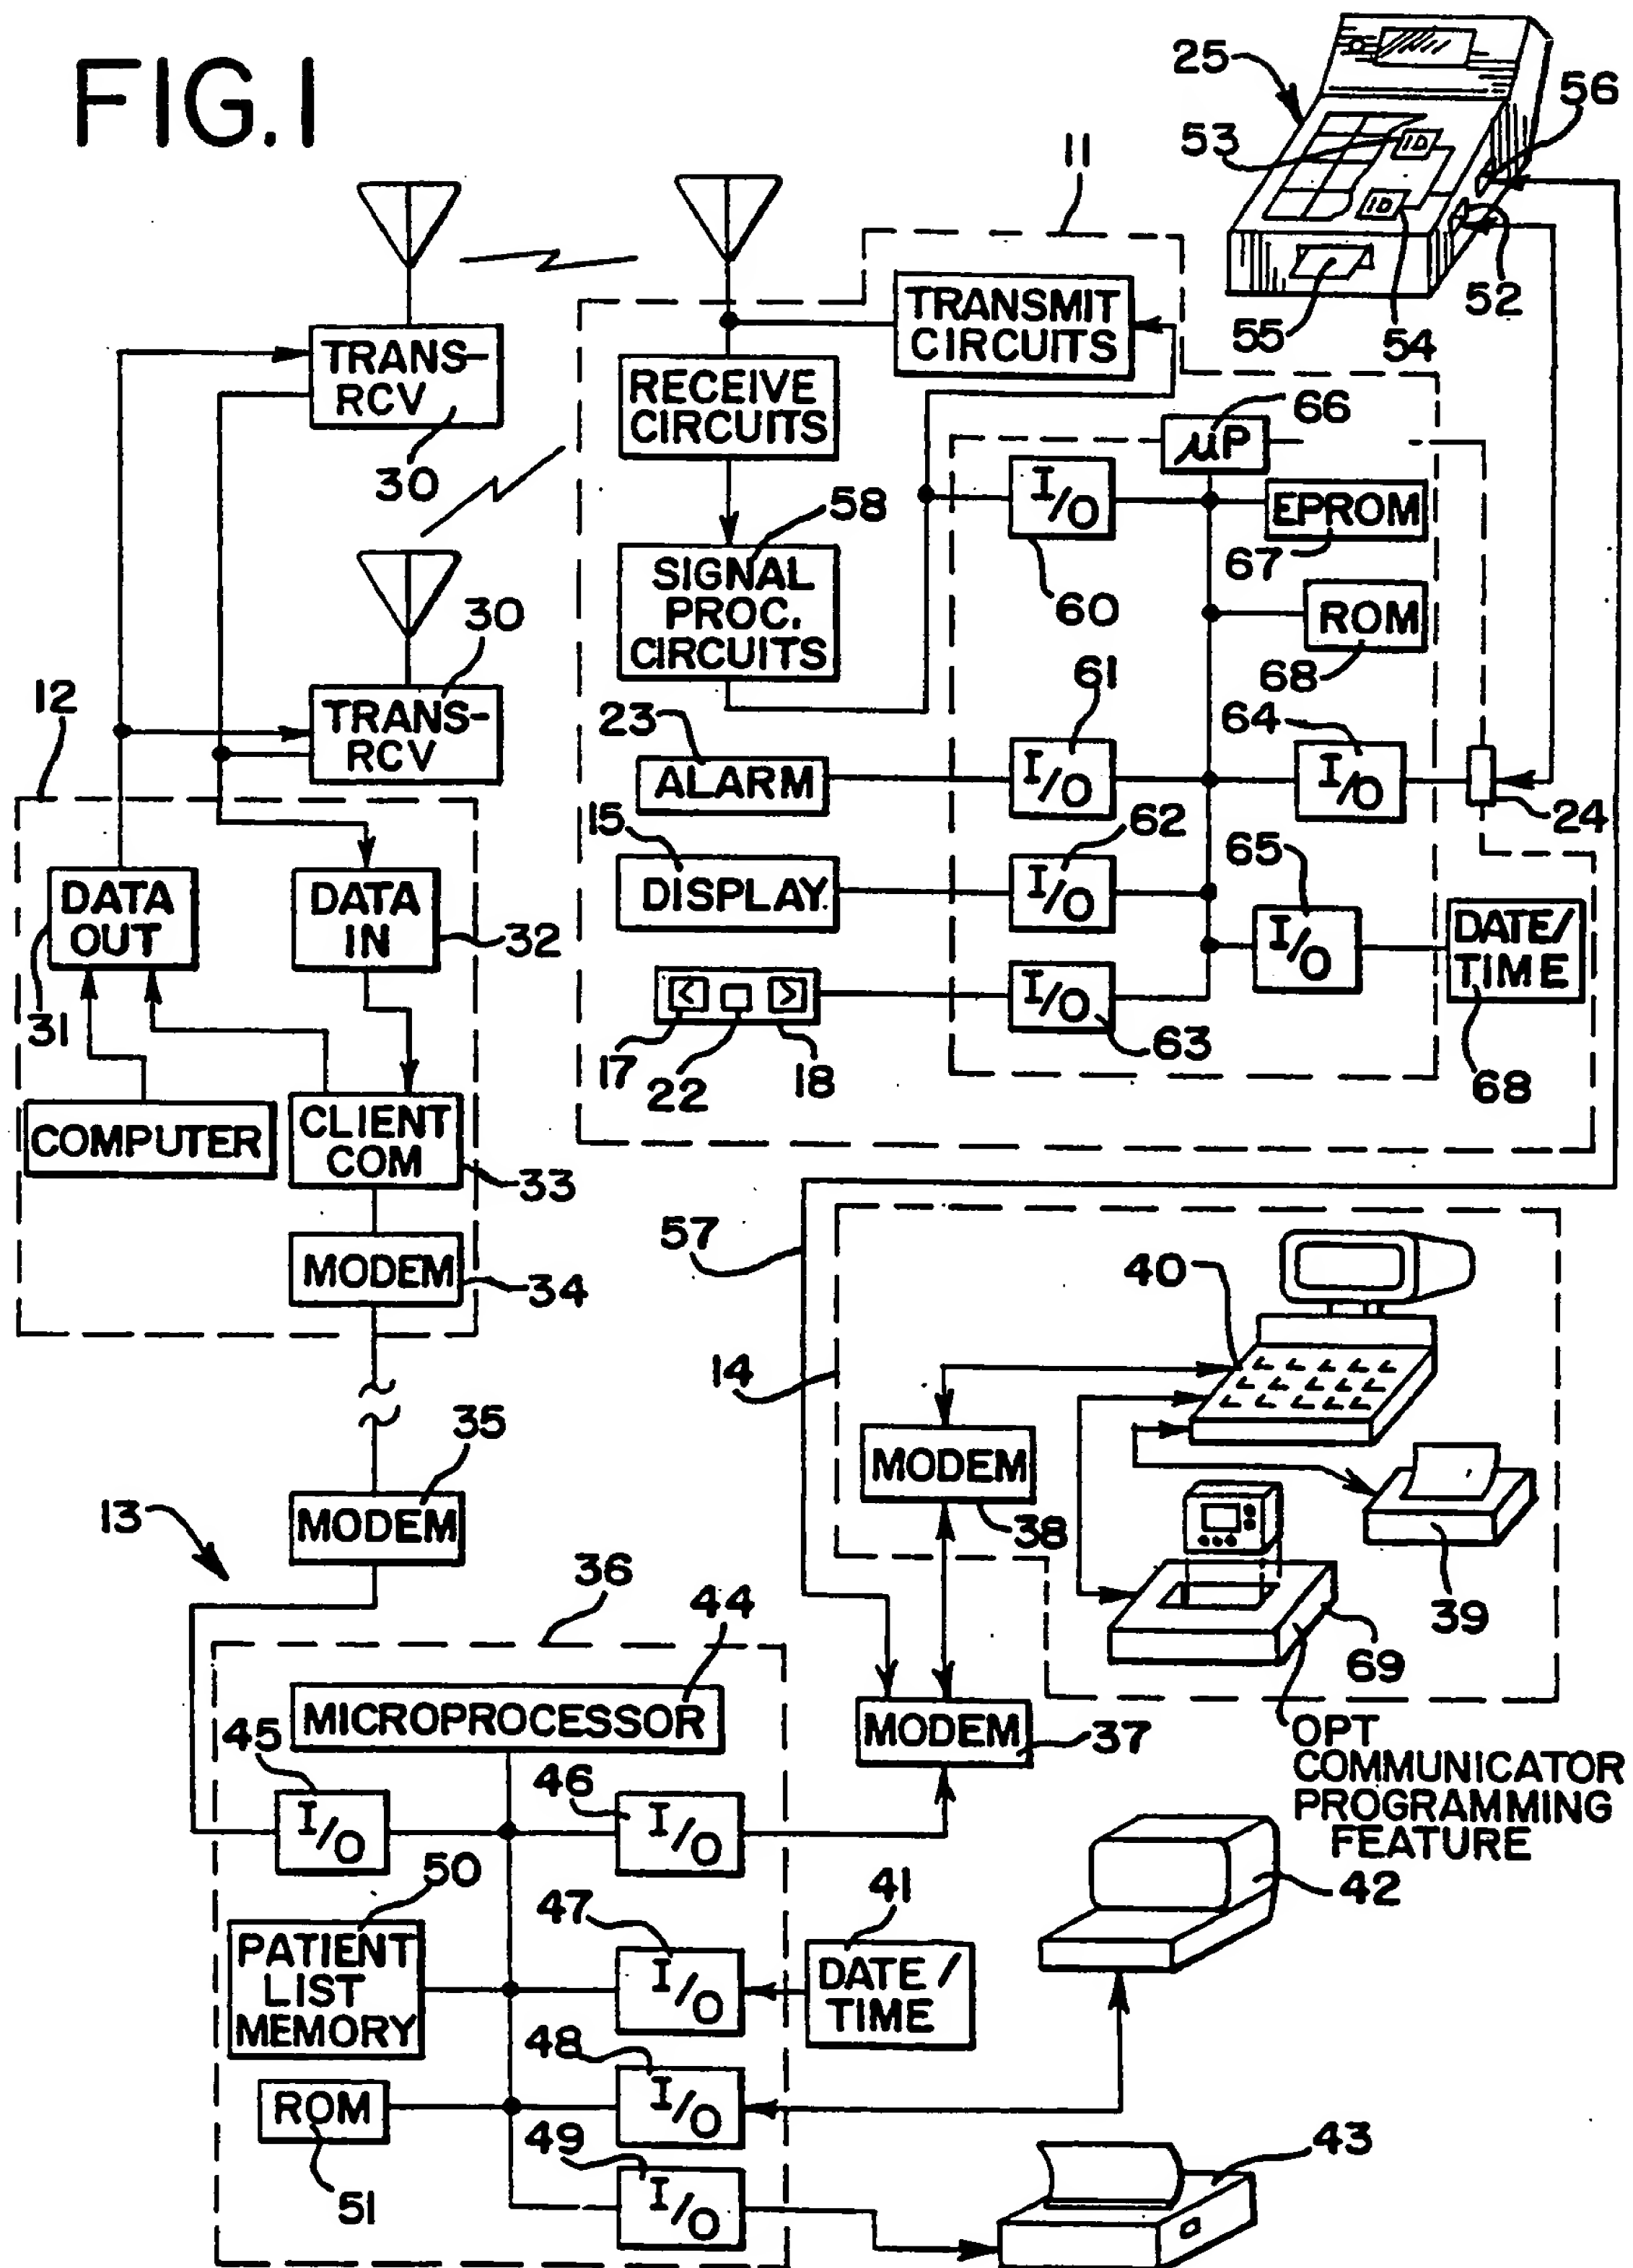 FIG. 1
25
56
53
ID
ID
52
55
54
11
TRANSMIT
CIRCUITS
TRANS-
RCV
30
RECEIVE
CIRCUITS
66
µP
I/O
60
EPROM
67
58
SIGNAL
PROC.
CIRCUITS
ROM
68
30
TRANS-
RCV
12
23
ALARM
61
I/O
64
I/O
24
15
DISPLAY
62
I/O
65
I/O
DATE/
TIME
68
DATA
OUT
31
DATA
IN
32
<
>
17
22
18
I/O
63
COMPUTER
CLIENT
COM
33
MODEM
34
57
40
14
35
MODEM
13
MODEM
38
39
69
OPT
COMMUNICATOR
PROGRAMMING
FEATURE
36
44
MICROPROCESSOR
MODEM
37
45
I/O
46
I/O
42
50
PATIENT
LIST
MEMORY
47
I/O
41
DATE/
TIME
48
I/O
ROM
51
49
I/O
43